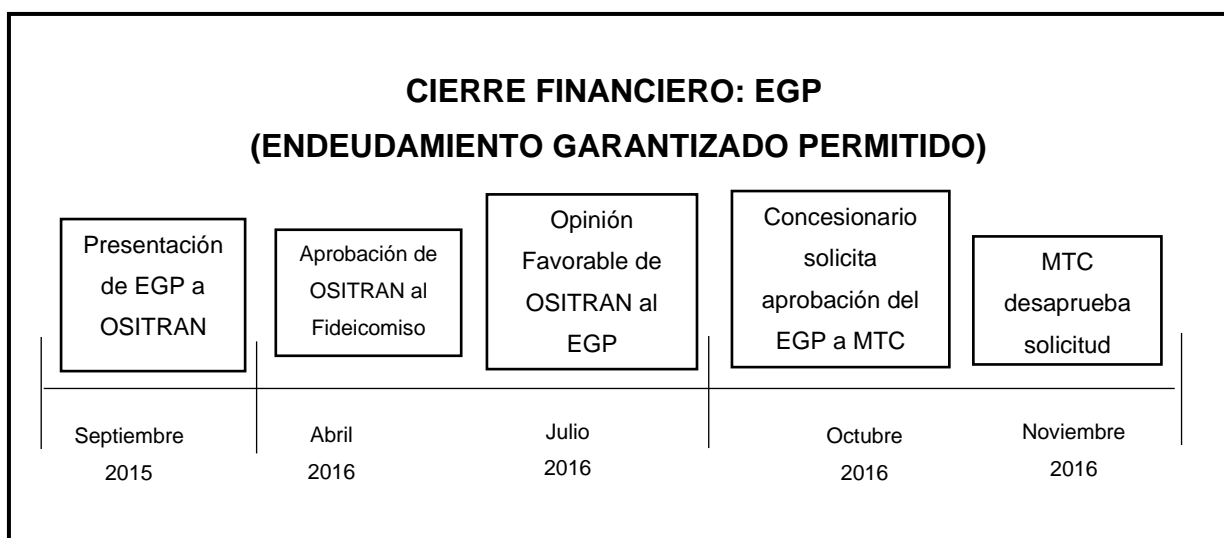 CIERRE FINANCIERO: EGP
(ENDEUDAMIENTO GARANTIZADO PERMITIDO)
Presentación
de EGP a
OSITRAN
Aprobación de
OSITRAN al
Fideicomiso
Opinión
Favorable de
OSITRAN al
EGP
Concesionario
solicita
aprobación del
EGP a MTC
MTC
desaprueba
solicitud
Septiembre
2015
Abril
2016
Julio
2016
Octubre
2016
Noviembre
2016